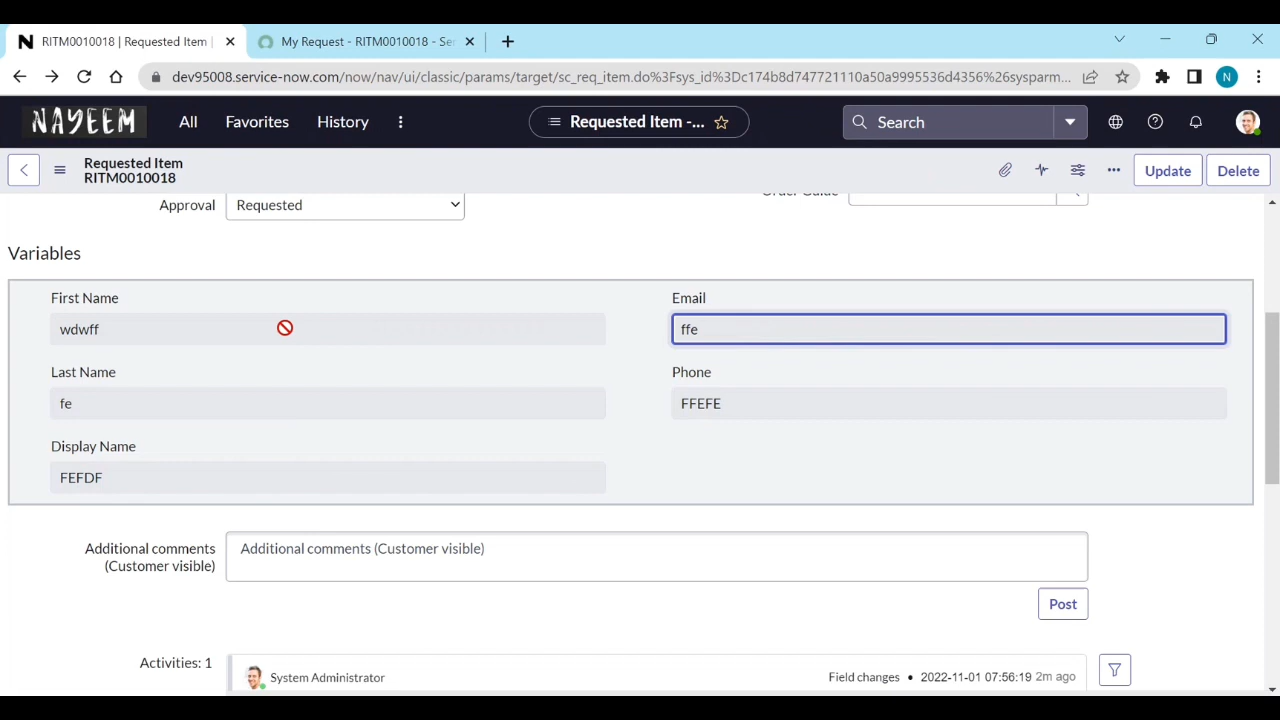 RITM0010018 | Requested Item |
My Request - RITM0010018 - Ser
dev95008.service-now.com/now/nav/ui/classic/params/target/sc_req_item.do%3Fsys_id%3Dc174b8d747721110a50a9995536d4356%26sysparm...
N
NAYEEM
All
Favorites
History
Requested Item -...
Search
Requested Item
RITM0010018
Update
Delete
Approval
Requested
Order Guide
Variables
First Name
wdwff
Email
ffe
Last Name
fe
Phone
FFEFE
Display Name
FEFDF
Additional comments
(Customer visible)
Additional comments (Customer visible)
Post
Activities: 1
System Administrator
Field changes • 2022-11-01 07:56:19 2m ago